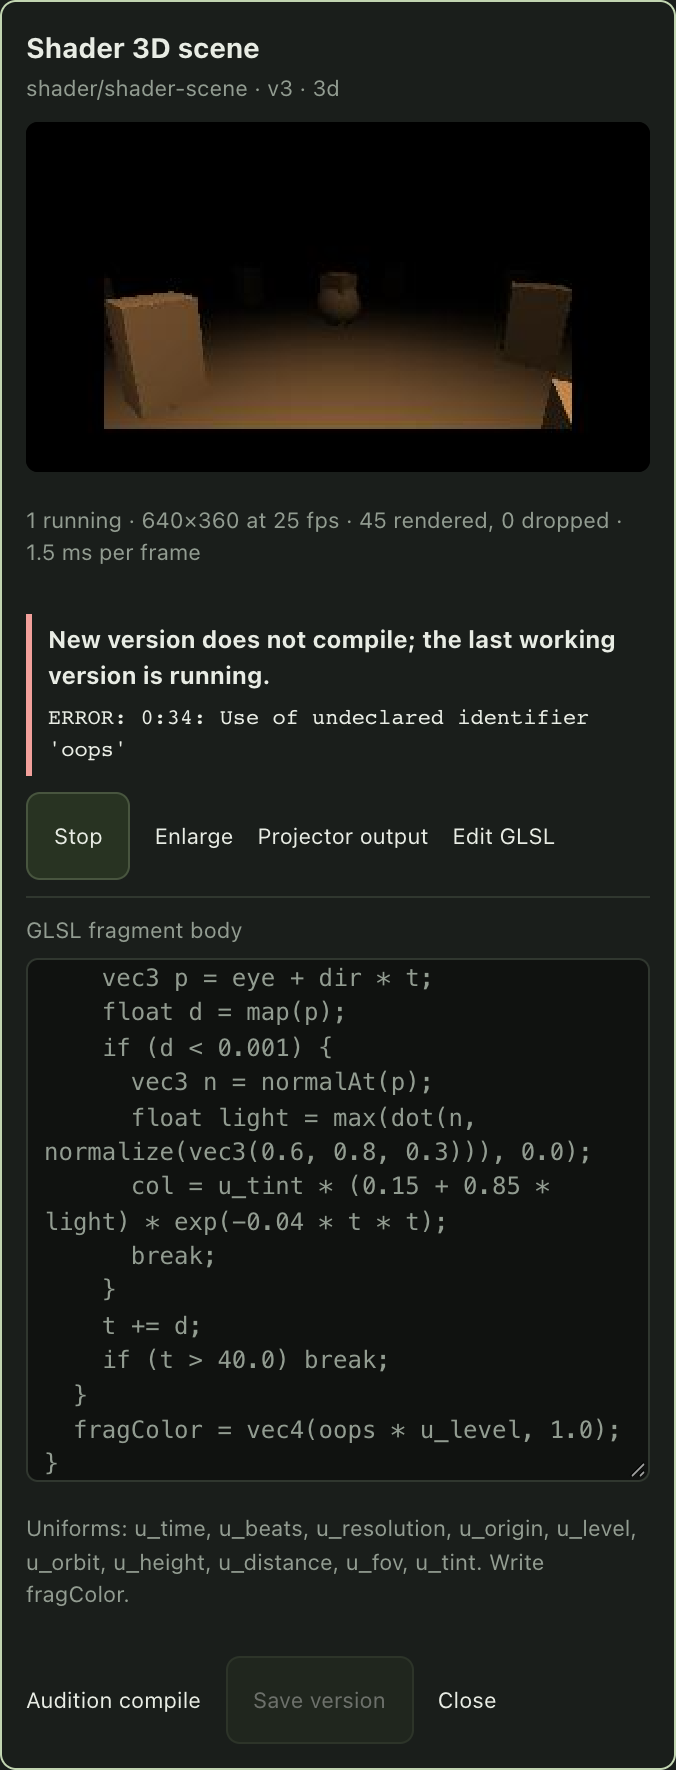 Shader 3D scene
shader/shader-scene · v3 · 3d
1 running · 640×360 at 25 fps · 45 rendered, 0 dropped ·
1.5 ms per frame
New version does not compile; the last working
version is running.
ERROR: 0:34: Use of undeclared identifier
'oops'
Stop Enlarge Projector output Edit GLSL
GLSL fragment body
    vec3 p = eye + dir * t;
    float d = map(p);
    if (d < 0.001) {
      vec3 n = normalAt(p);
      float light = max(dot(n,
normalize(vec3(0.6, 0.8, 0.3))), 0.0);
      col = u_tint * (0.15 + 0.85 *
light) * exp(-0.04 * t * t);
      break;
    }
    t += d;
    if (t > 40.0) break;
  }
  fragColor = vec4(oops * u_level, 1.0);
}
Uniforms: u_time, u_beats, u_resolution, u_origin, u_level,
u_orbit, u_height, u_distance, u_fov, u_tint. Write
fragColor.
Audition compile Save version Close